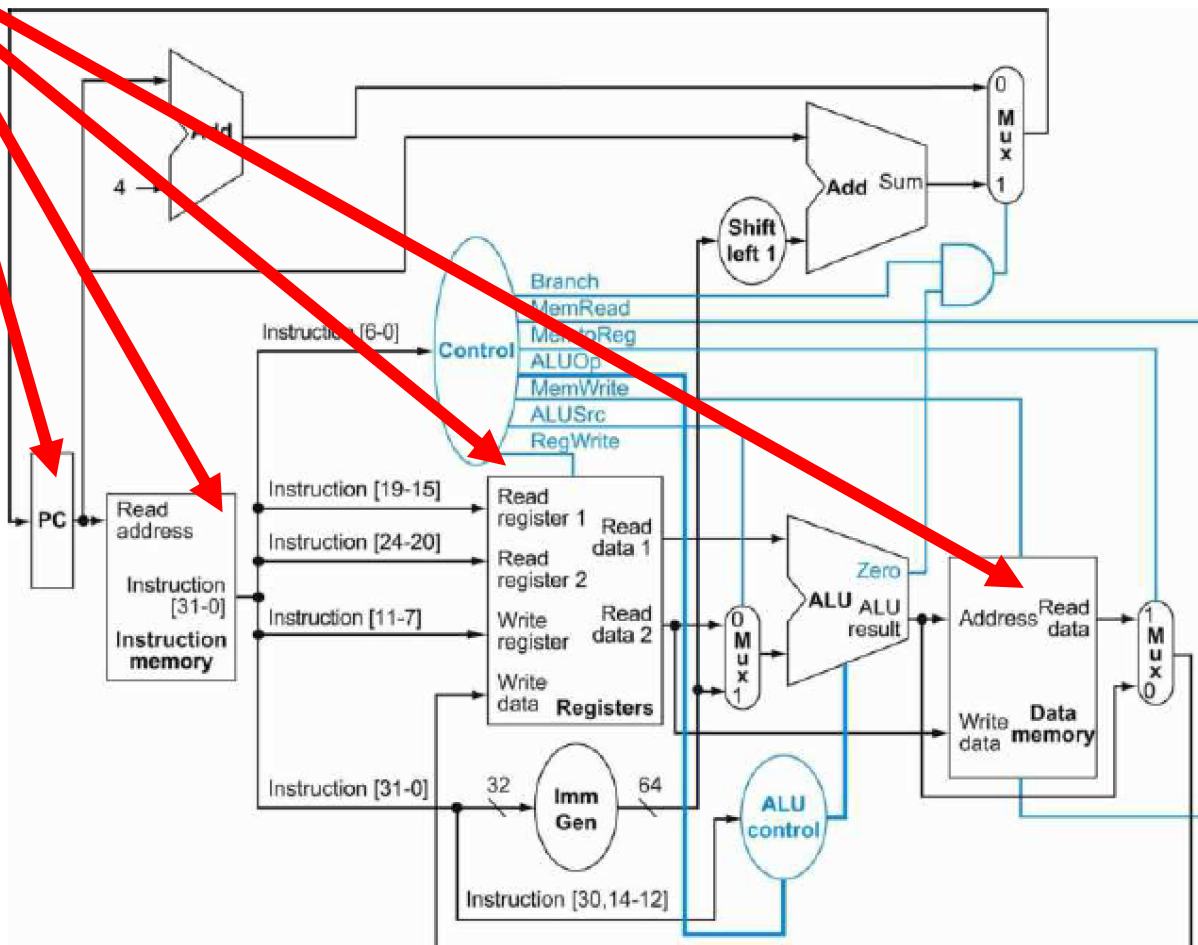 0
M
u
x
1
Add
4
Add Sum
Shift
left 1
Branch
MemRead
MemtoReg
ALUOp
MemWrite
ALUSrc
RegWrite
Control
Instruction [6-0]
PC
Read
address
Instruction
[31-0]
Instruction
memory
Instruction [19-15]
Instruction [24-20]
Instruction [11-7]
Read
register 1
Read
register 2
Write
register
Write
data
Read
data 1
Read
data 2
Registers
0
M
u
x
1
Zero
ALU
ALU
result
Address
Read
data
Write
data
Data
memory
1
M
u
x
0
Instruction [31-0]
32
Imm
Gen
64
ALU
control
Instruction [30,14-12]